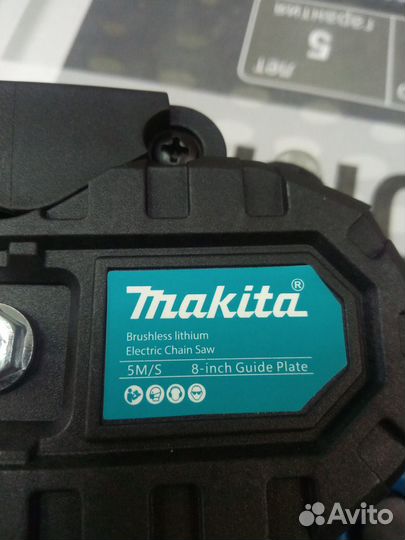 лет
5
гарантия
makita®
Brushless lithium
Electric Chain Saw
5M/S 8-inch Guide Plate
Avito